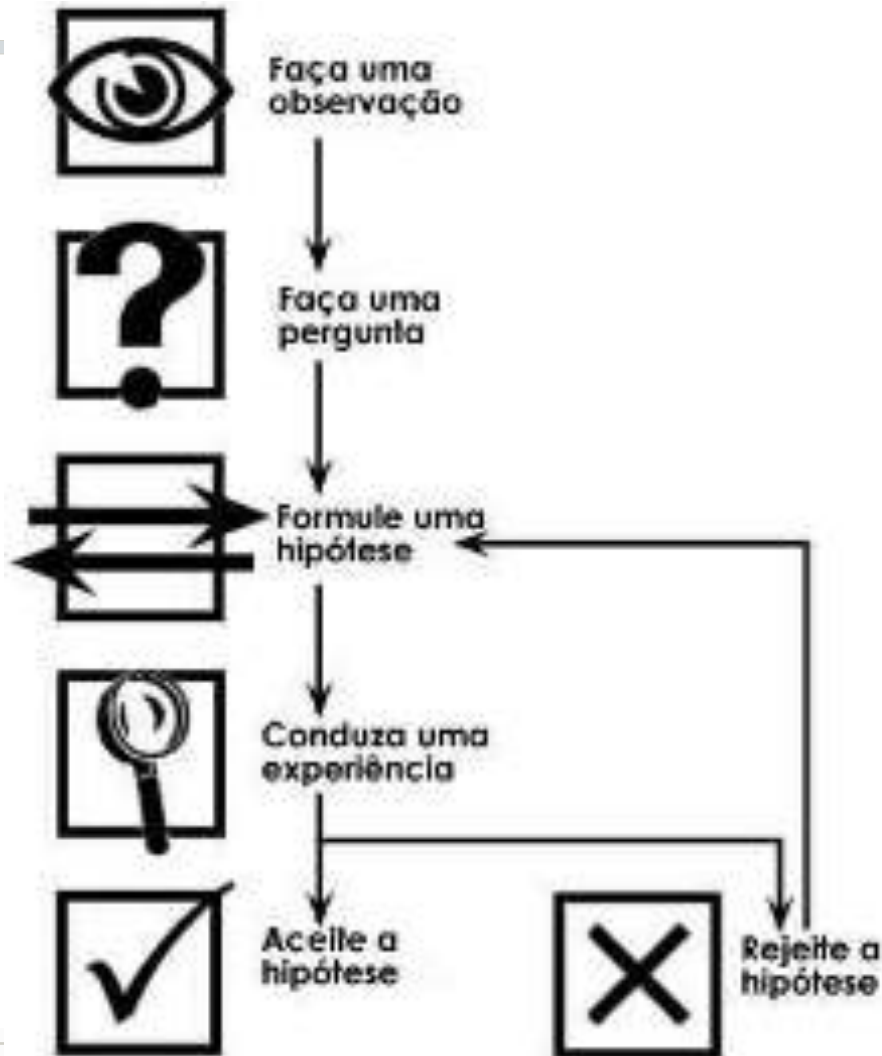 Faça uma
observação
Faça uma
pergunta
Formule uma
hipótese
Conduza uma
experiência
Aceite a
hipótese
Rejeite a
hipótese